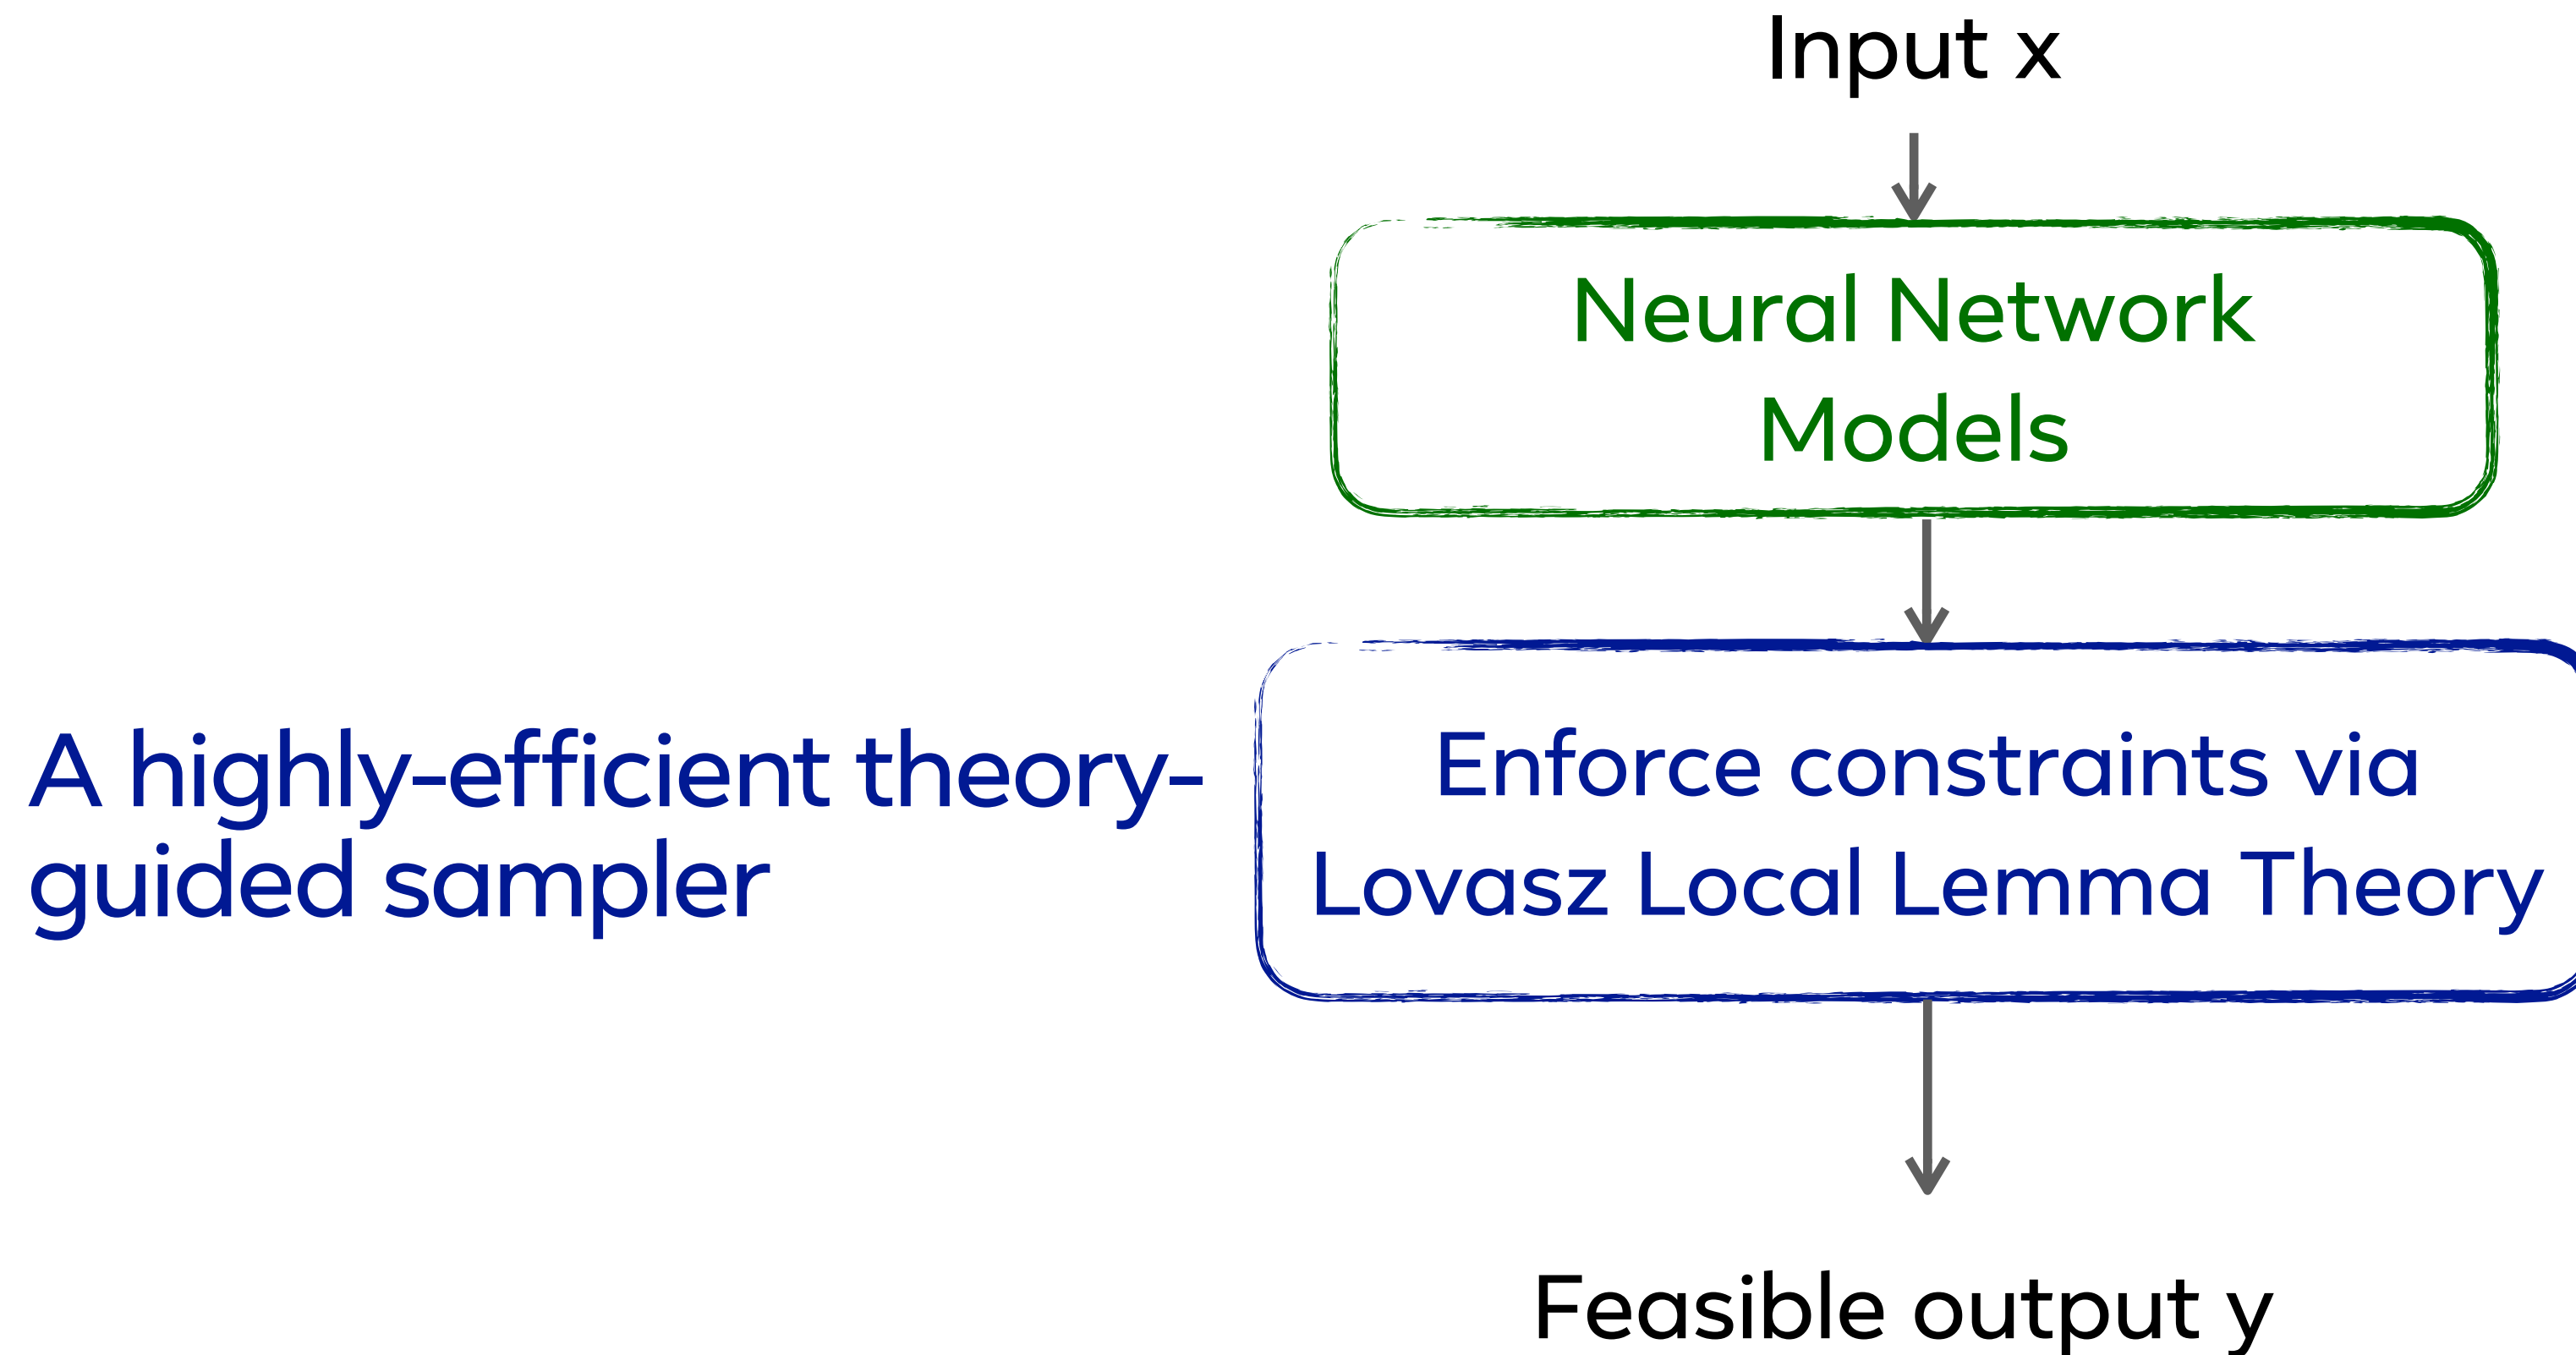 Input x
Neural Network
Models
A highly-efficient theory-
guided sampler
Enforce constraints via
Lovasz Local Lemma Theory
Feasible output y